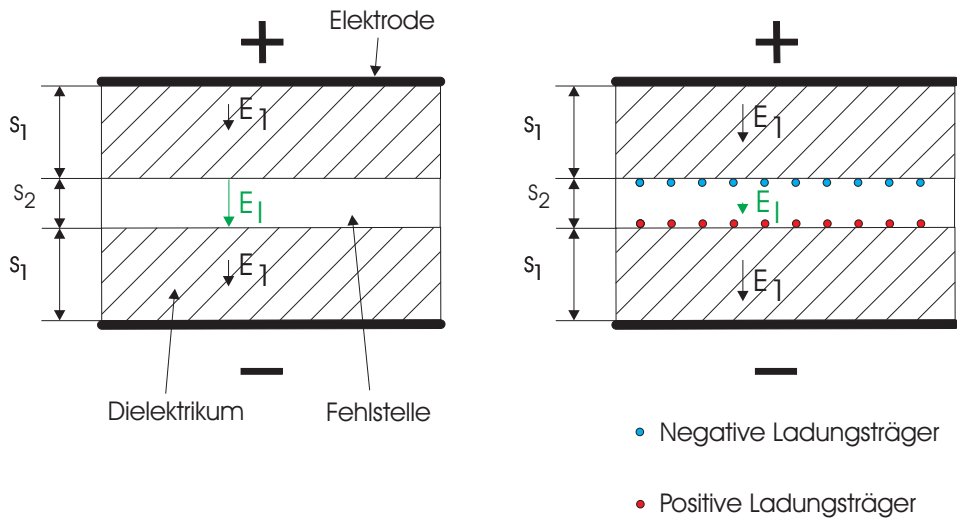 Elektrode
+
+
s1
E1
s1
E1
s2
EI
s2
EI
s1
E1
s1
E1
−
−
Dielektrikum
Fehlstelle
Negative Ladungsträger
Positive Ladungsträger